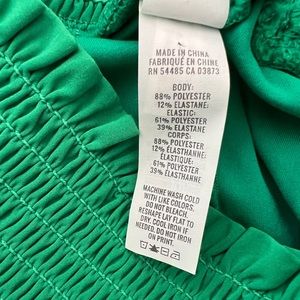 MADE IN CHINA
FABRIQUÉ EN CHINE
RN 54485 CA 03873
BODY:
88% POLYESTER
12% ELASTANE
ELASTIC:
61% POLYESTER
39% ELASTANE
CORPS:
88% POLYESTER
12% ÉLASTHANNE
ÉLASTIQUE:
61% POLYESTER
39% ÉLASTHANNE
MACHINE WASH COLD
WITH LIKE COLORS.
DO NOT BLEACH.
RESHAPE LAY FLAT TO
DRY. COOL IRON IF
NEEDED DO NOT IRON
ON PRINT.